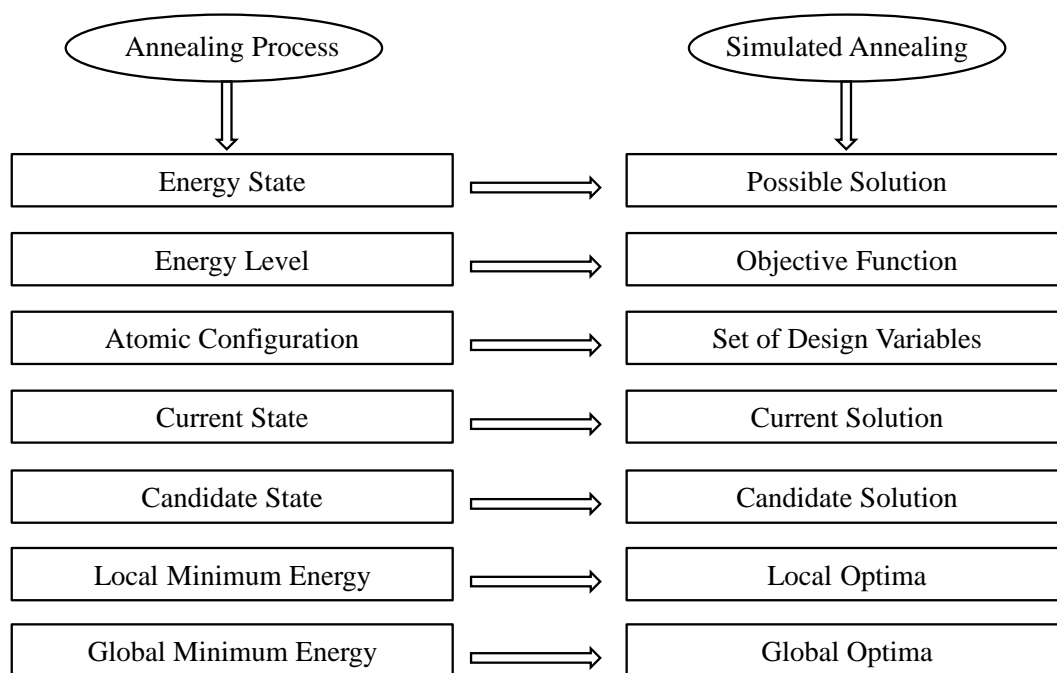 Annealing Process
Simulated Annealing
Energy State
Possible Solution
Energy Level
Objective Function
Atomic Configuration
Set of Design Variables
Current State
Current Solution
Candidate State
Candidate Solution
Local Minimum Energy
Local Optima
Global Minimum Energy
Global Optima